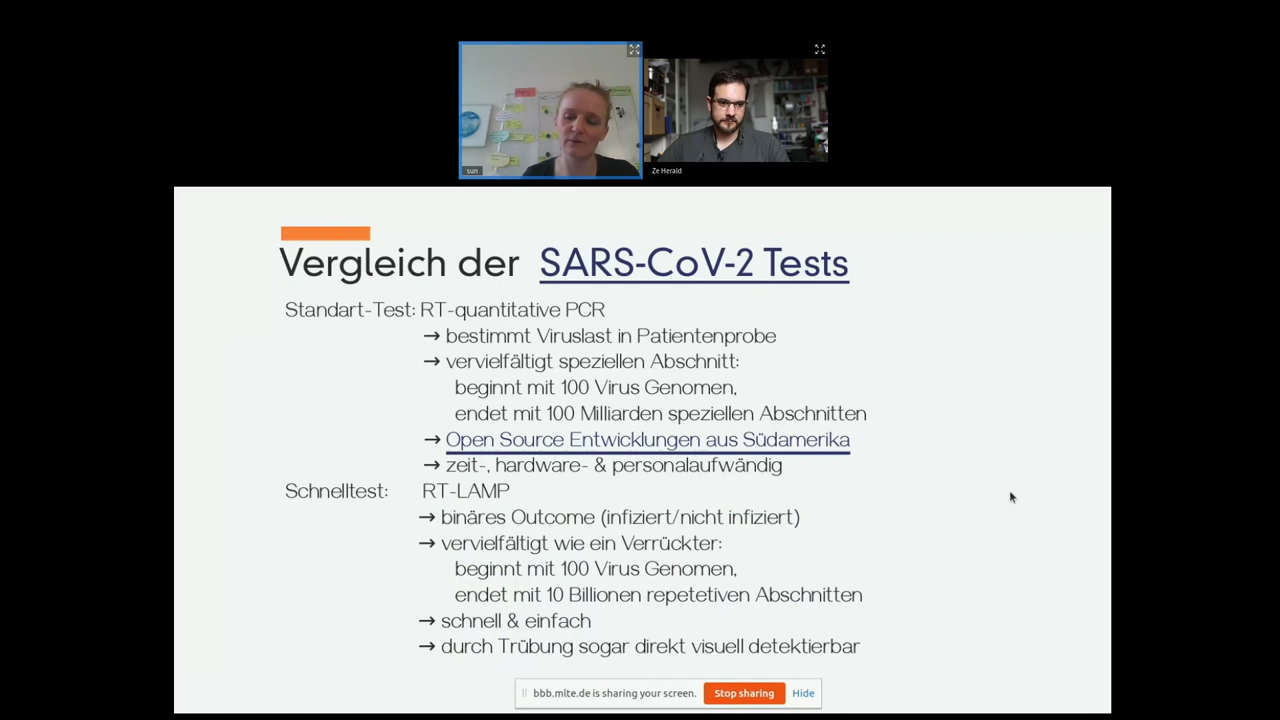 sun
Ze Herald
Vergleich der SARS-CoV-2 Tests
Standart-Test: RT-quantitative PCR
→ bestimmt Viruslast in Patientenprobe
→ vervielfältigt speziellen Abschnitt:
beginnt mit 100 Virus Genomen,
endet mit 100 Milliarden speziellen Abschnitten
→ Open Source Entwicklungen aus Südamerika
→ zeit-, hardware- & personalaufwändig
Schnelltest: RT-LAMP
→ binäres Outcome (infiziert/nicht infiziert)
→ vervielfältigt wie ein Verrückter:
beginnt mit 100 Virus Genomen,
endet mit 10 Billionen repetetiven Abschnitten
→ schnell & einfach
→ durch Trübung sogar direkt visuell detektierbar
bbb.mlte.de is sharing your screen. Stop sharing Hide